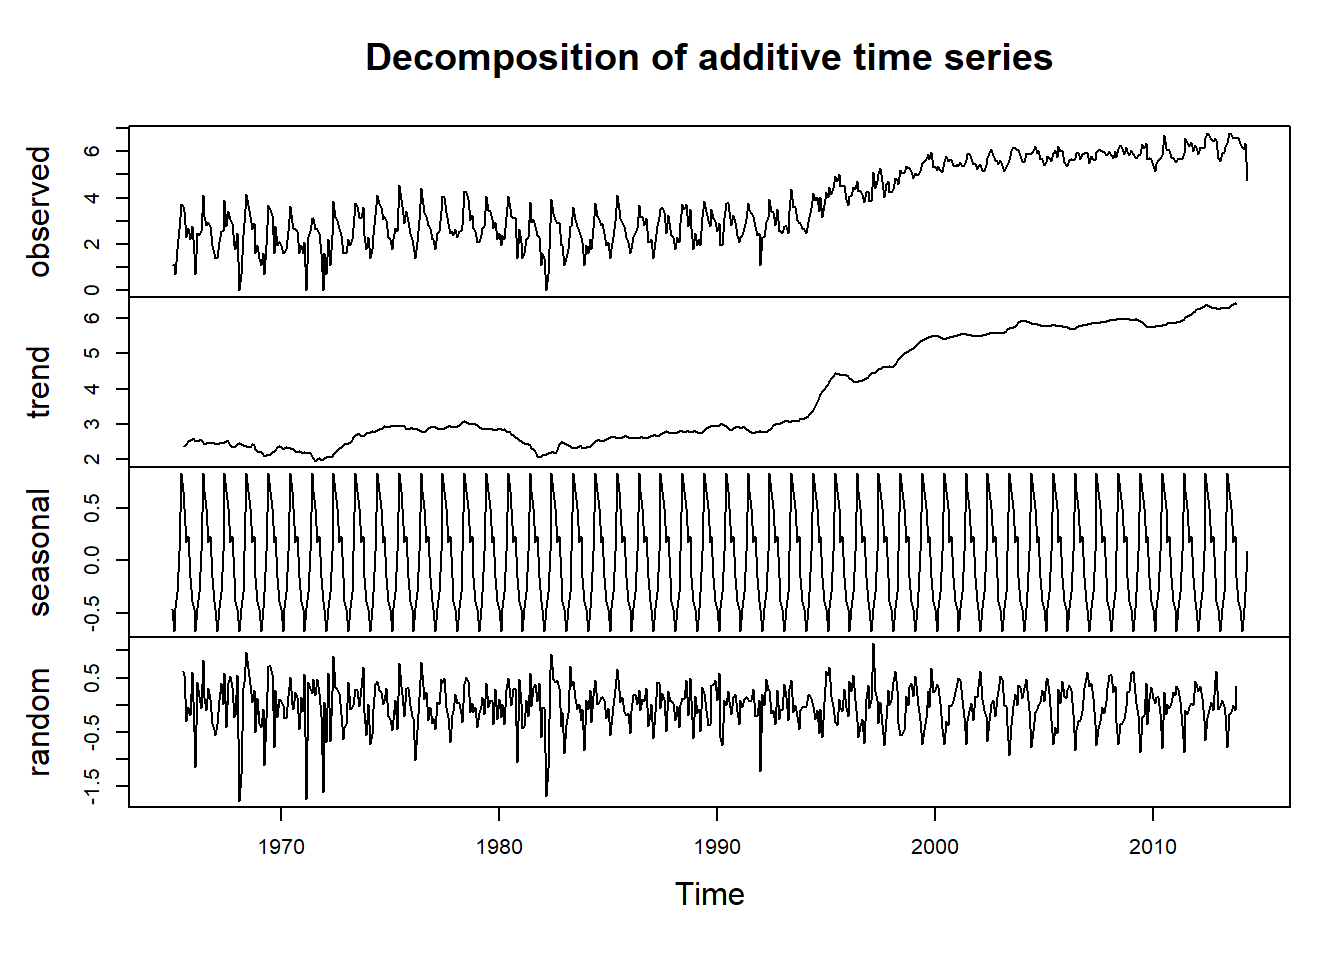 Decomposition of additive time series
observed
0 2 4 6
trend
2 3 4 5 6
seasonal
-0.5 0.0 0.5
random
-1.5 -0.5 0.5
1970 1980 1990 2000 2010
Time